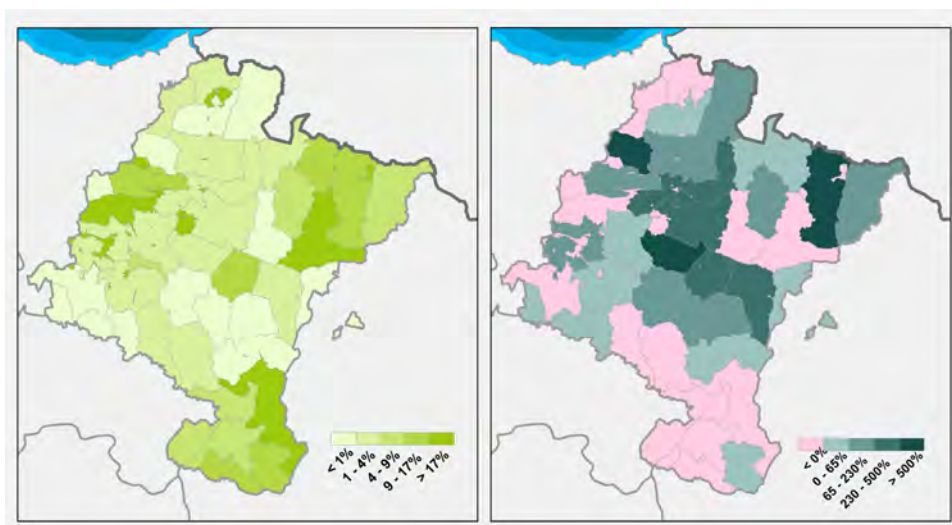 < 1%
1 - 4%
4 - 9%
9 - 17%
> 17%
< 0%
0 - 65%
65 - 230%
230 - 500%
> 500%